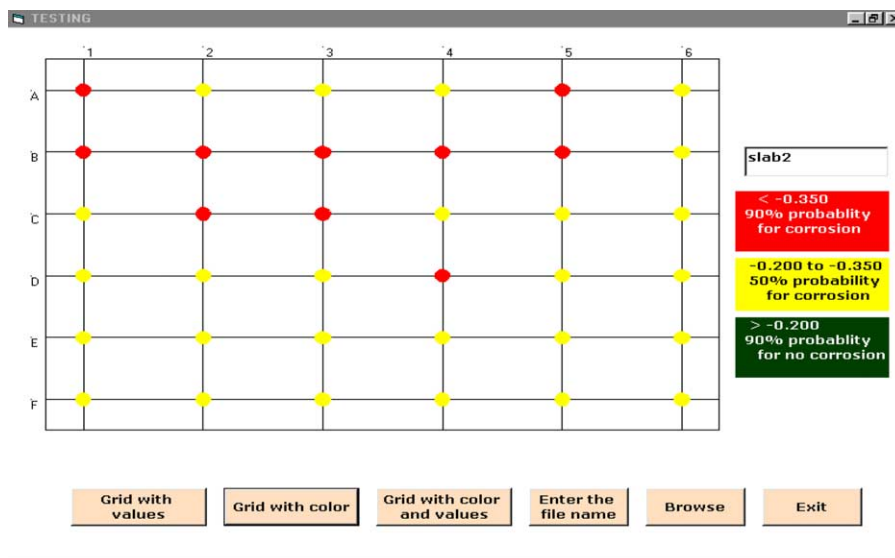 TESTING
1 2 3 4 5 6
A
B
C
D
E
F
slab2
< -0.350
90% probablity
for corrosion
-0.200 to -0.350
50% probability
for corrosion
> -0.200
90% probablity
for no corrosion
Grid with
values
Grid with color
Grid with color
and values
Enter the
file name
Browse
Exit